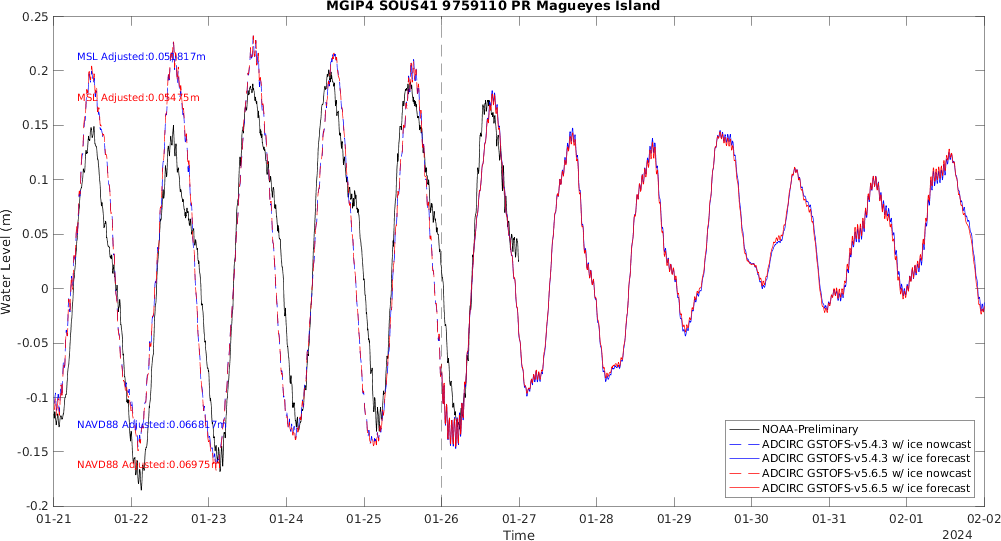 MGIP4 SOUS41 9759110 PR Magueyes Island
0.25
0.2
0.15
0.1
0.05
0
-0.05
-0.1
-0.15
-0.2
Water Level (m)
MSL Adjusted:0.050817m
MSL Adjusted:0.05475m
NAVD88 Adjusted:0.066817m
NAVD88 Adjusted:0.06975m
NOAA-Preliminary
ADCIRC GSTOFS-v5.4.3 w/ ice nowcast
ADCIRC GSTOFS-v5.4.3 w/ ice forecast
ADCIRC GSTOFS-v5.6.5 w/ ice nowcast
ADCIRC GSTOFS-v5.6.5 w/ ice forecast
01-21 01-22 01-23 01-24 01-25 01-26 01-27 01-28 01-29 01-30 01-31 02-01 02-02
Time
2024